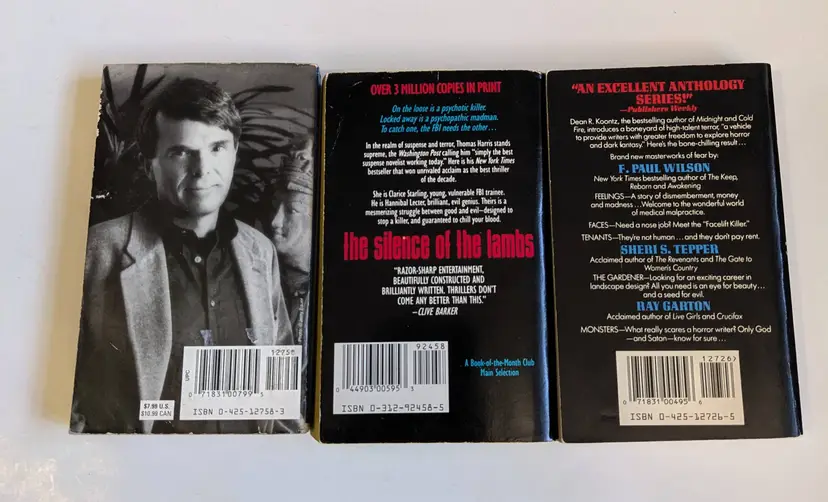 12758
UPC
0 71831 00799 5
$7.99 U.S.
$10.99 CAN
ISBN 0-425-12758-3
OVER 3 MILLION COPIES IN PRINT
On the loose is a psychotic killer.
Locked away is a psychopathic madman.
To catch one, the FBI needs the other...
In the realm of suspense and terror, Thomas Harris stands
supreme, the Washington Post calling him "simply the best
suspense novelist working today." Here is his New York Times
bestseller that won unrivaled acclaim as the best thriller
of the decade.
She is Clarice Starling, young, vulnerable FBI trainee.
He is Hannibal Lecter, brilliant, evil genius. Theirs is a
mesmerizing struggle between good and evil—designed to
stop a killer, and guaranteed to chill your blood.
the silence of the lambs
"RAZOR-SHARP ENTERTAINMENT,
BEAUTIFULLY CONSTRUCTED AND
BRILLIANTLY WRITTEN. THRILLERS DON'T
COME ANY BETTER THAN THIS."
—CLIVE BARKER
92458
0 44903 00595 3
ISBN 0-312-92458-5
A Book-of-the-Month Club
Main Selection
"AN EXCELLENT ANTHOLOGY
SERIES!"
—Publishers Weekly
Dean R. Koontz, the bestselling author of Midnight and Cold
Fire, introduces a boneyard of high-talent terror, "a vehicle
to provide writers with greater freedom to explore horror
and dark fantasy." Here's the bone-chilling result...
Brand new masterworks of fear by:
F. PAUL WILSON
New York Times bestselling author of The Keep,
Reborn and Awakening
FEELINGS—A story of dismemberment, money
and madness...Welcome to the wonderful world
of medical malpractice.
FACES—Need a nose job? Meet the "Facelift Killer."
TENANTS—They're not human...and they don't pay rent.
SHERI S. TEPPER
Acclaimed author of The Revenants and The Gate to
Women's Country
THE GARDENER—Looking for an exciting career in
landscape design? All you need is an eye for beauty...
and a seed for evil.
RAY GARTON
Acclaimed author of Live Girls and Crucifax
MONSTERS—What really scares a horror writer? Only God
—and Satan—know for sure...
12726
0 71831 00495 6
ISBN 0-425-12726-5